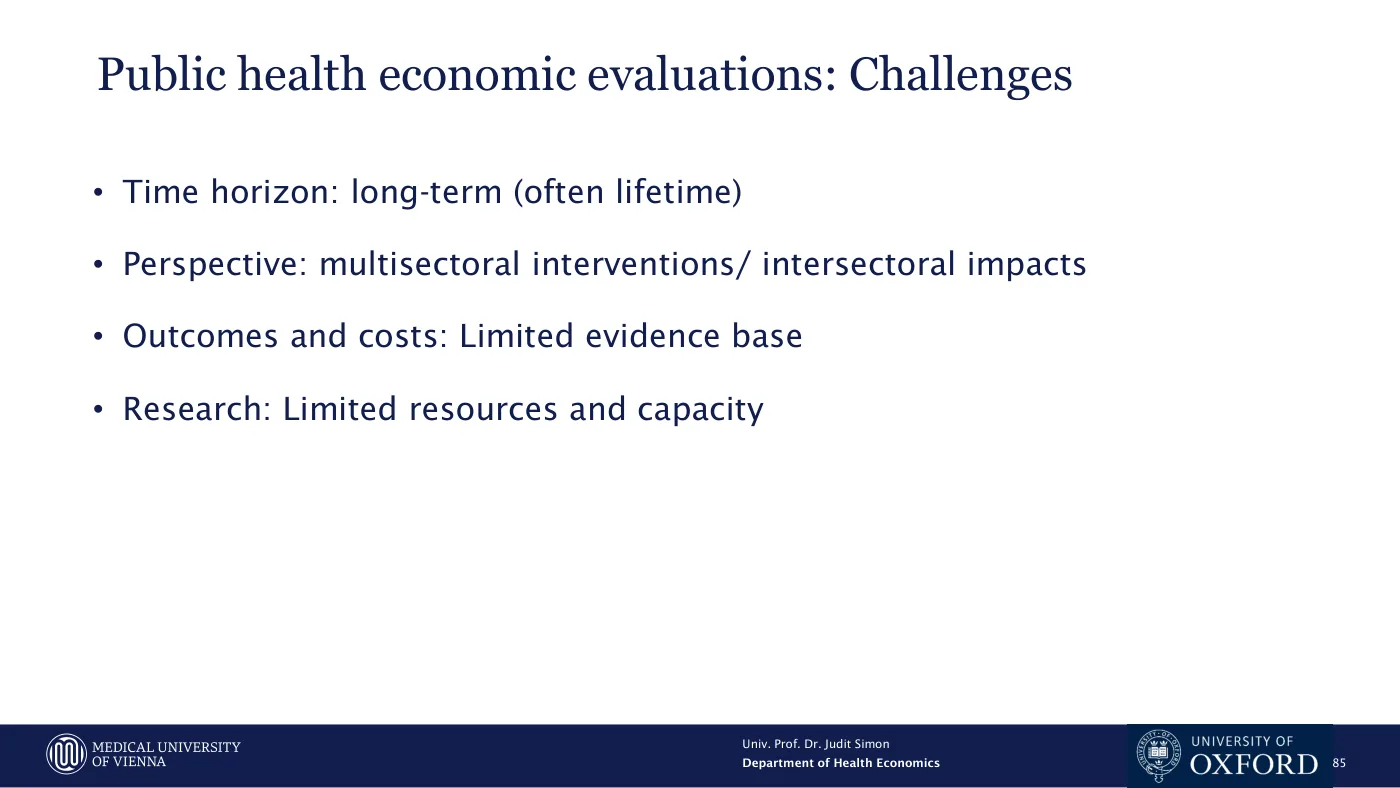 Public health economic evaluations: Challenges
• Time horizon: long-term (often lifetime)
• Perspective: multisectoral interventions/ intersectoral impacts
• Outcomes and costs: Limited evidence base
• Research: Limited resources and capacity
MEDICAL UNIVERSITY
OF VIENNA
Univ. Prof. Dr. Judit Simon
Department of Health Economics
UNIVERSITY OF
OXFORD
85